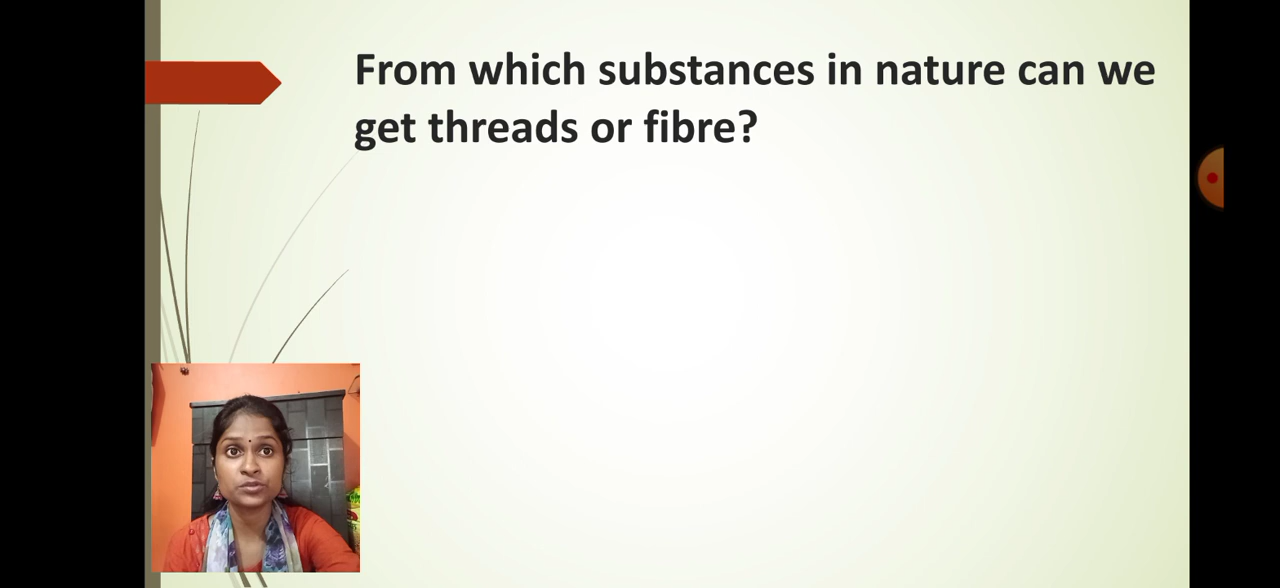 From which substances in nature can we
get threads or fibre?